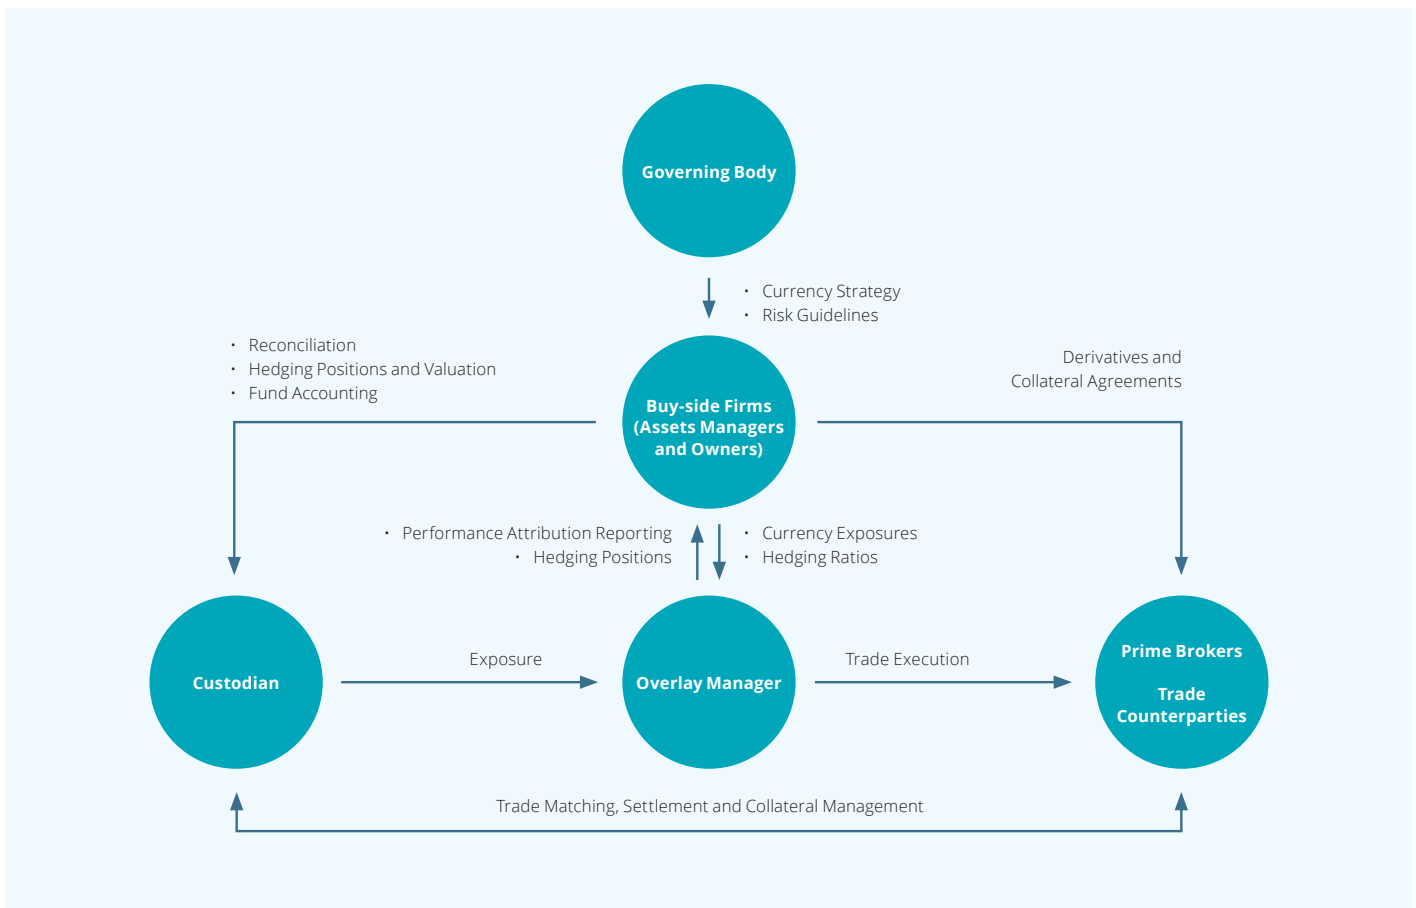 Governing Body
• Currency Strategy
• Risk Guidelines
• Reconciliation
• Hedging Positions and Valuation
• Fund Accounting
Derivatives and
Collateral Agreements
Buy-side Firms
(Assets Managers
and Owners)
• Performance Attribution Reporting
• Hedging Positions
• Currency Exposures
• Hedging Ratios
Custodian
Exposure
Overlay Manager
Trade Execution
Prime Brokers
Trade
Counterparties
Trade Matching, Settlement and Collateral Management